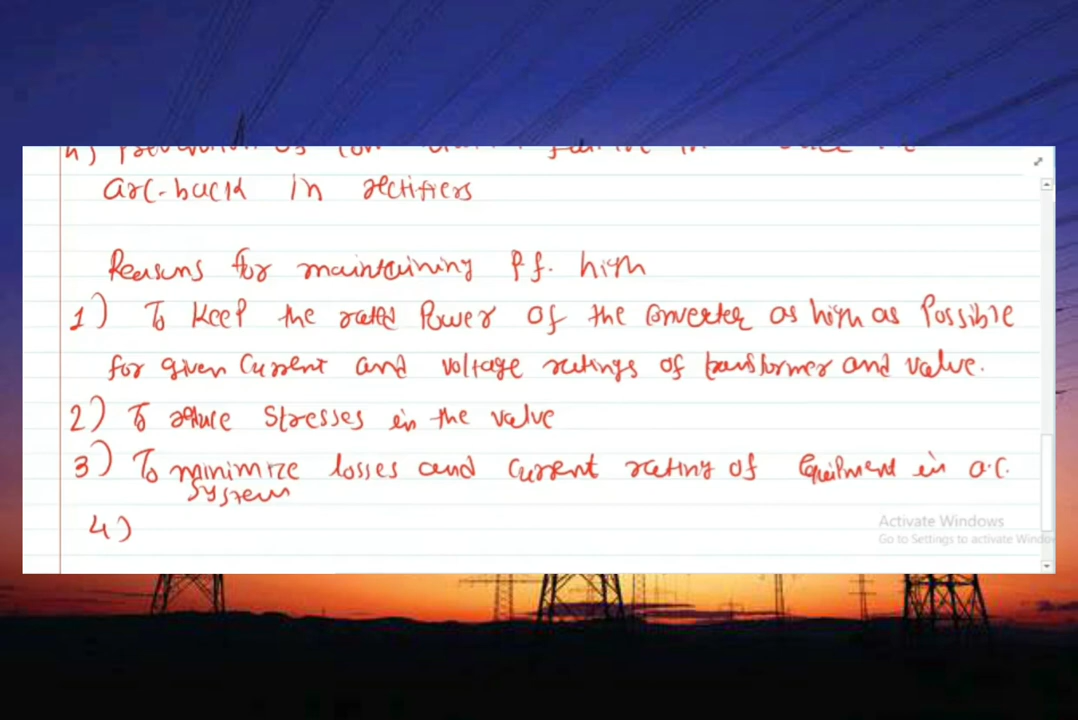 arc-back in rectifiers
Reasons for maintaining P.f. high
1) To Keep the rated Power of the Converter as high as Possible
for given Current and voltage ratings of transformer and valve.
2) To reduce Stresses in the valve
3) To minimize losses and current rating of Equipment in a.c.
System
4)
Activate Windows
Go to Settings to activate Windo